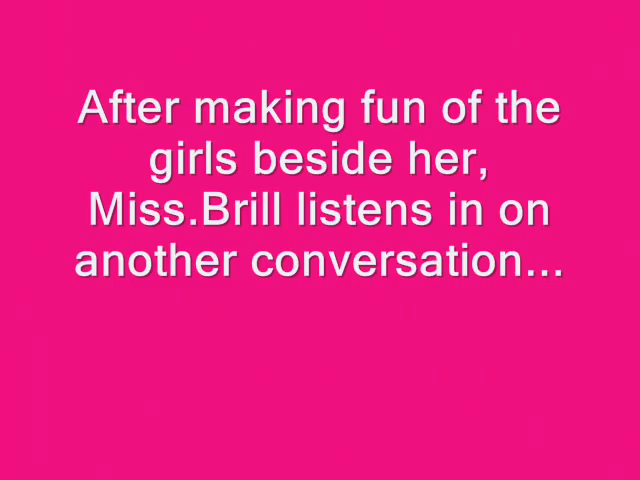 After making fun of the
girls beside her,
Miss.Brill listens in on
another conversation...